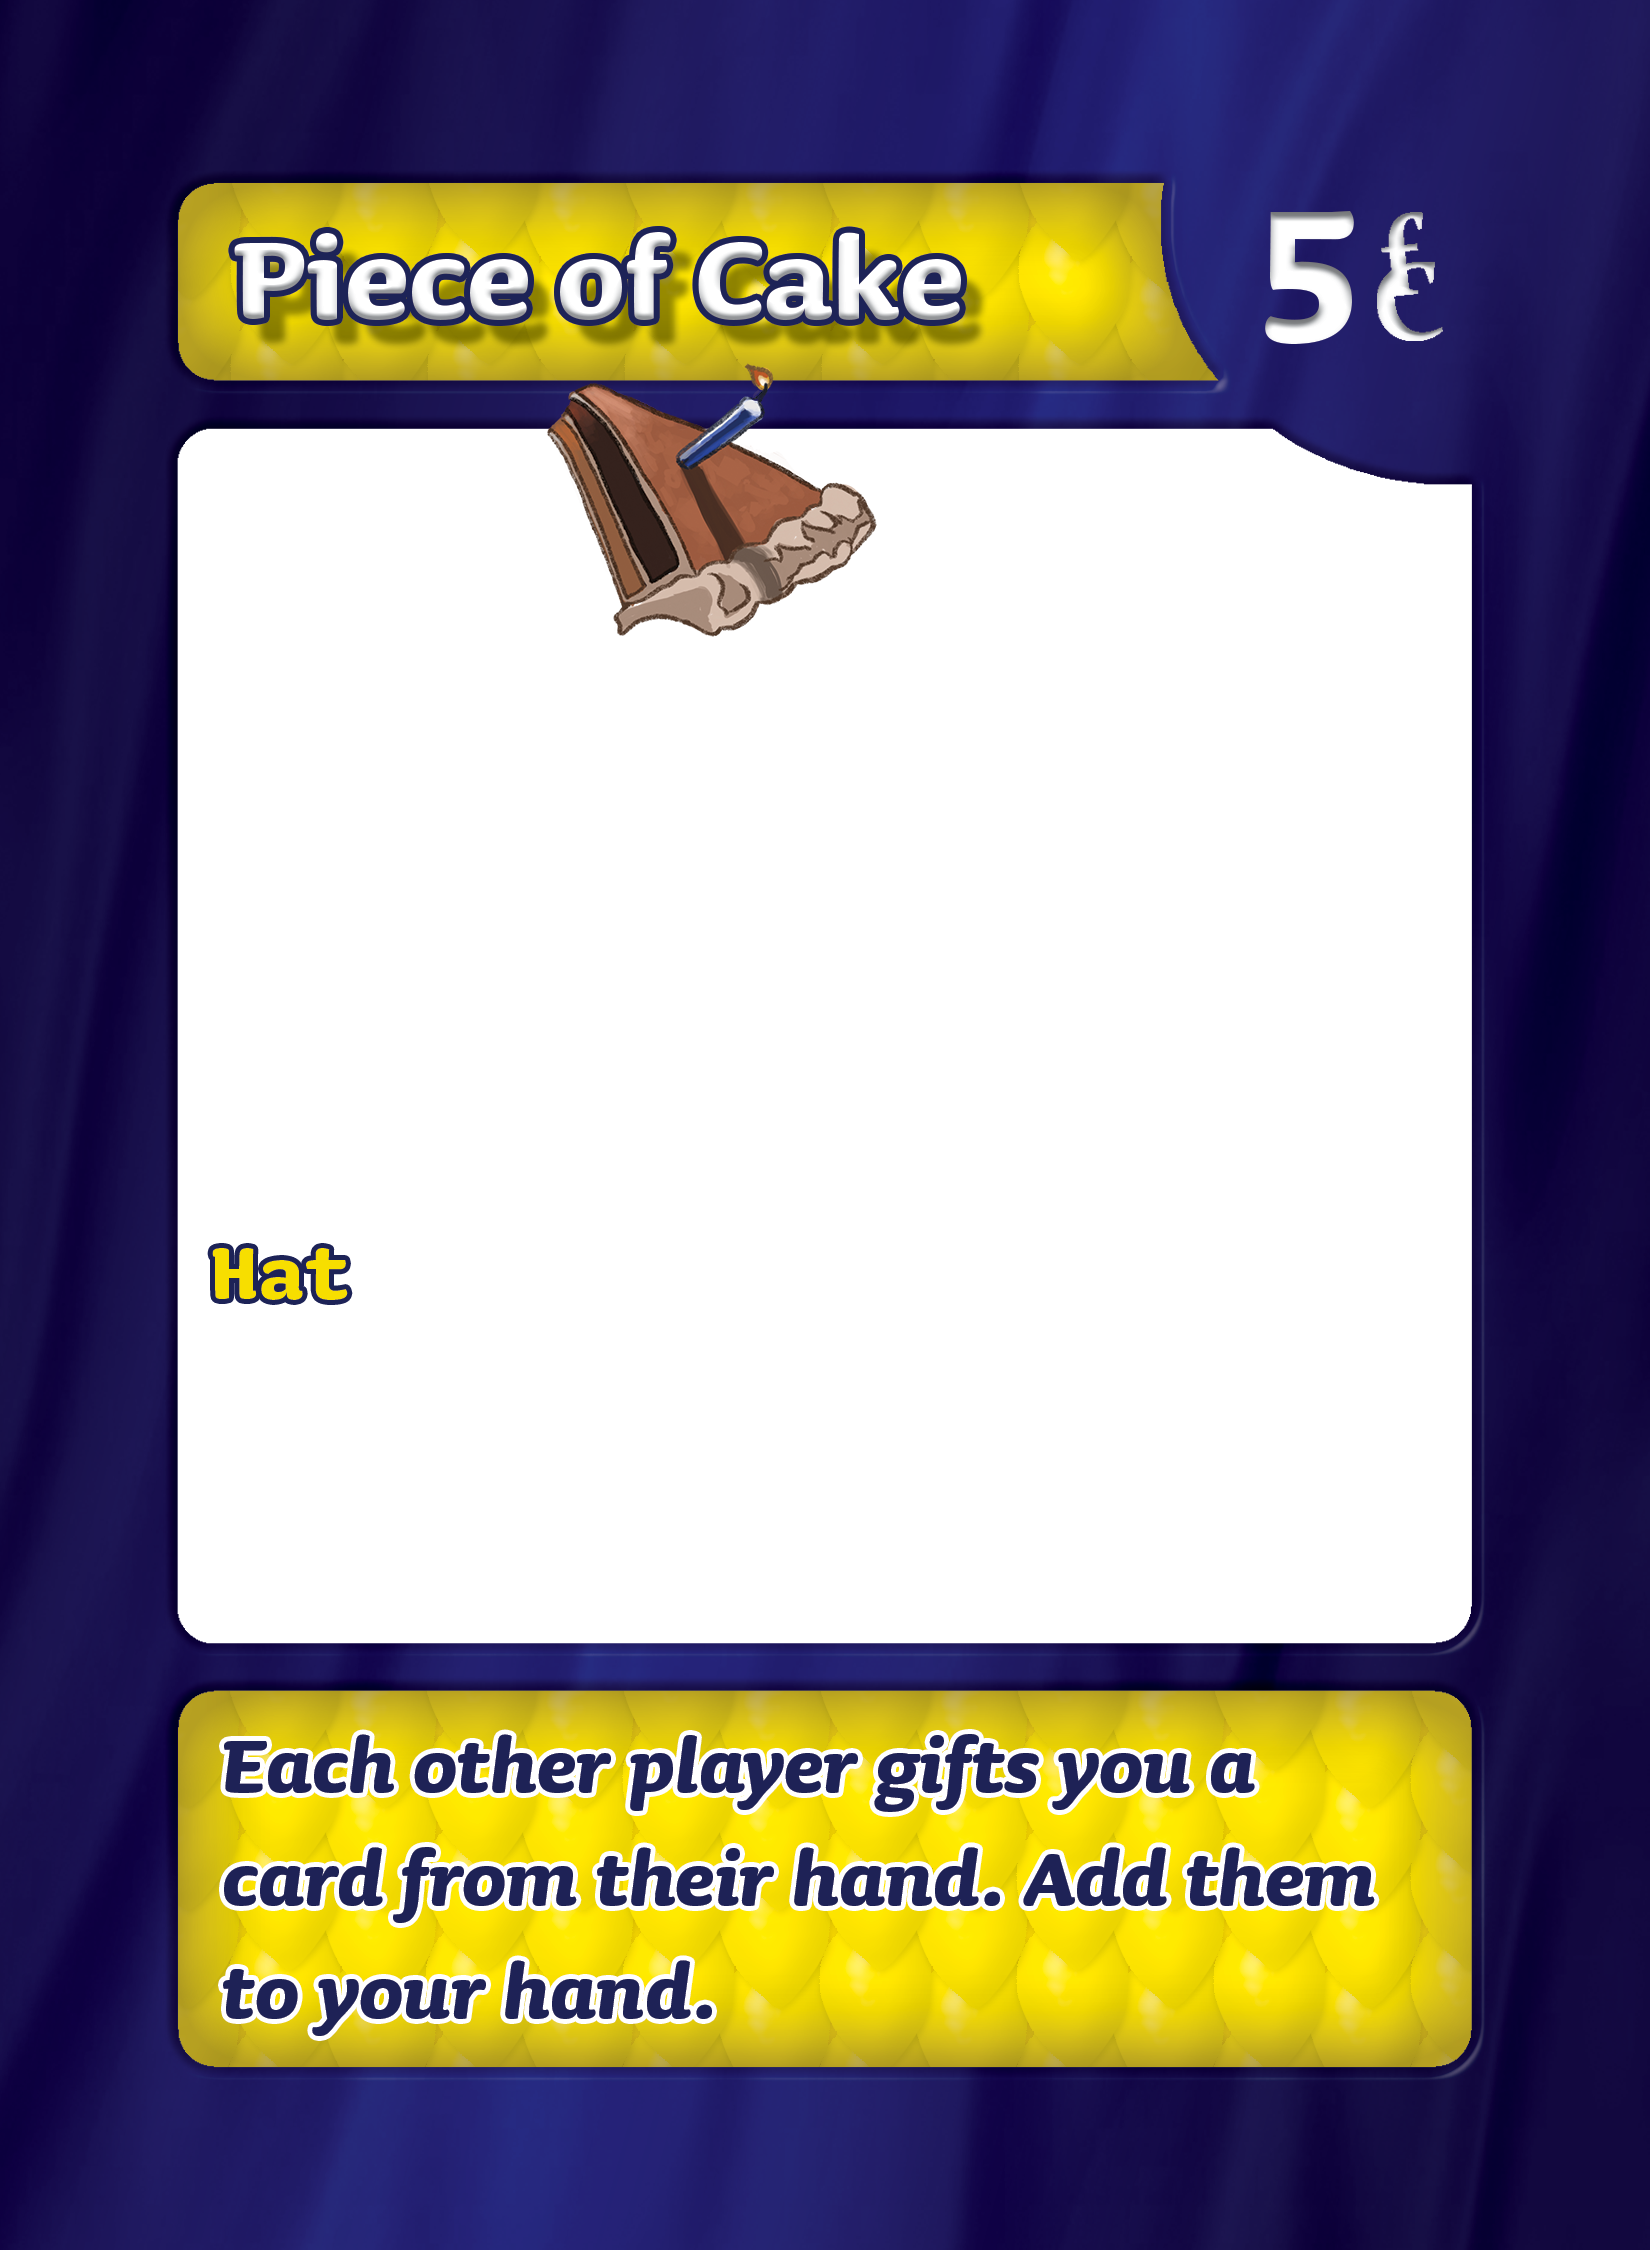 Piece of Cake
5
Hat
Each other player gifts you a
card from their hand. Add them
to your hand.